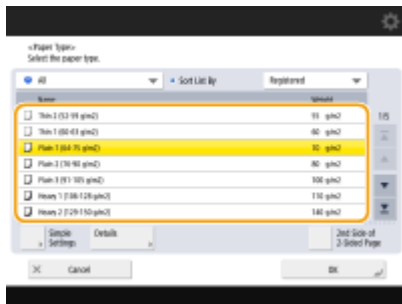 <Paper Type>
Select the paper type.
All Sort List By Registered
Name Weight
Thin 2 (52-59 g/m2) 55 g/m2
Thin 1 (60-63 g/m2) 60 g/m2
Plain 1 (64-75 g/m2) 70 g/m2
Plain 2 (76-90 g/m2) 80 g/m2
Plain 3 (91-105 g/m2) 100 g/m2
Heavy 1 (106-128 g/m2) 110 g/m2
Heavy 2 (129-150 g/m2) 140 g/m2
1/5
Simple Settings
Details
2nd Side of 2-Sided Page
Cancel
OK